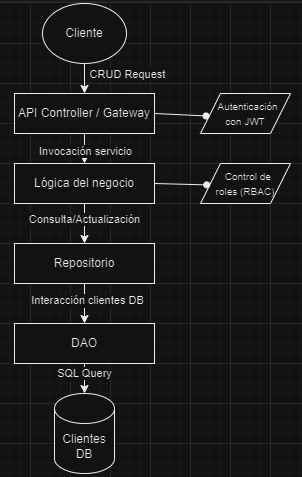 Cliente
CRUD Request
API Controller / Gateway
Autenticación
con JWT
Invocación servicio
Lógica del negocio
Control de
roles (RBAC)
Consulta/Actualización
Repositorio
Interacción clientes DB
DAO
SQL Query
Clientes
DB